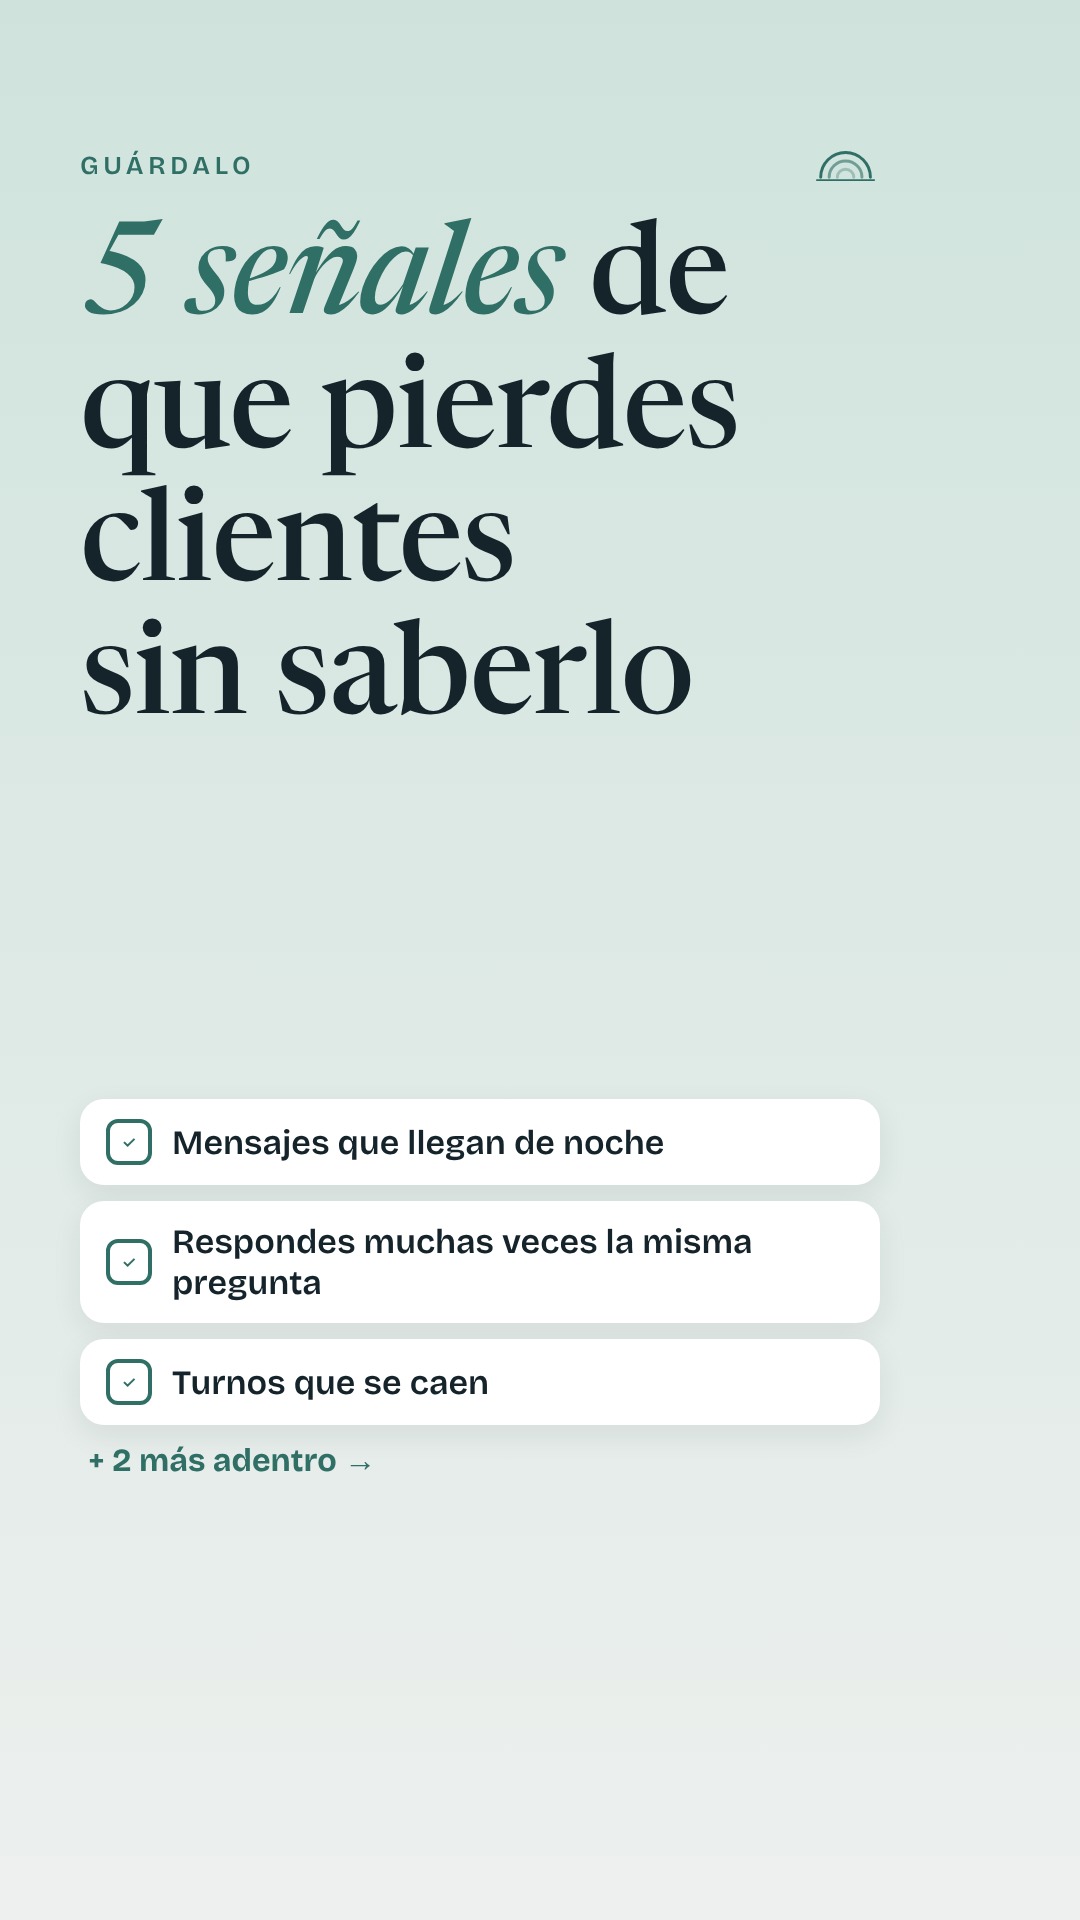 GUÁRDALO
5 señales de
que pierdes
clientes
sin saberlo
Mensajes que llegan de noche
Respondes muchas veces la misma
pregunta
Turnos que se caen
+ 2 más adentro →